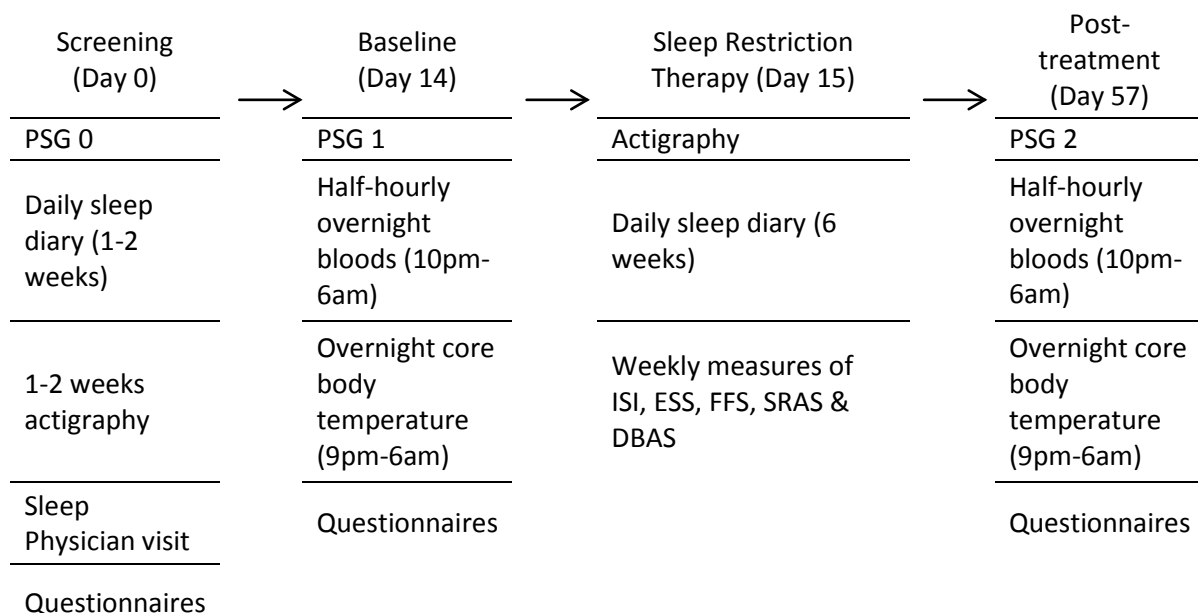 Screening
(Day 0)
PSG 0
Daily sleep
diary (1-2
weeks)
1-2 weeks
actigraphy
Sleep
Physician visit
Questionnaires
Baseline
(Day 14)
PSG 1
Half-hourly
overnight
bloods (10pm-
6am)
Overnight core
body
temperature
(9pm-6am)
Questionnaires
Sleep Restriction
Therapy (Day 15)
Actigraphy
Daily sleep diary (6
weeks)
Weekly measures of
ISI, ESS, FFS, SRAS &
DBAS
Post-
treatment
(Day 57)
PSG 2
Half-hourly
overnight
bloods (10pm-
6am)
Overnight core
body
temperature
(9pm-6am)
Questionnaires